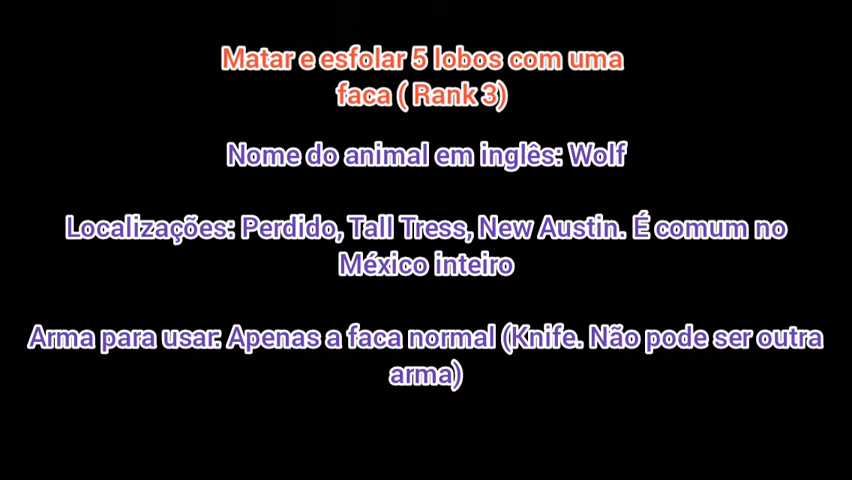 Matar e esfolar 5 lobos com uma
faca ( Rank 3)
Nome do animal em inglês: Wolf
Localizações: Perdido, Tall Tress, New Austin. É comum no
México inteiro
Arma para usar: Apenas a faca normal (Knife. Não pode ser outra
arma)